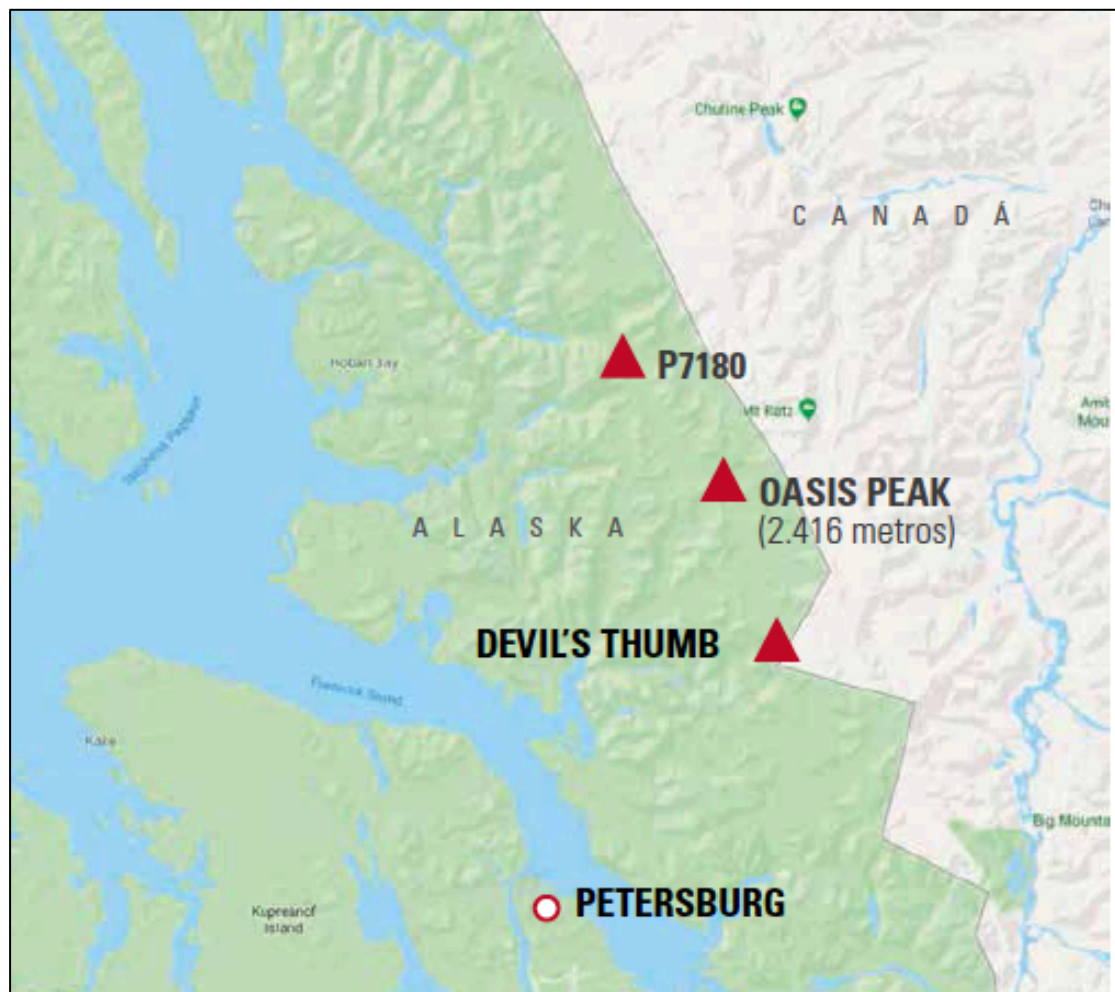 Chutine Peak
C A N A D Á
Hobart Bay
P7180
Mt Ratz
OASIS PEAK
(2.416 metros)
A L A S K A
DEVIL'S THUMB
Frederick Sound
Kake
Big Mounta
Kupreanof
Island
PETERSBURG